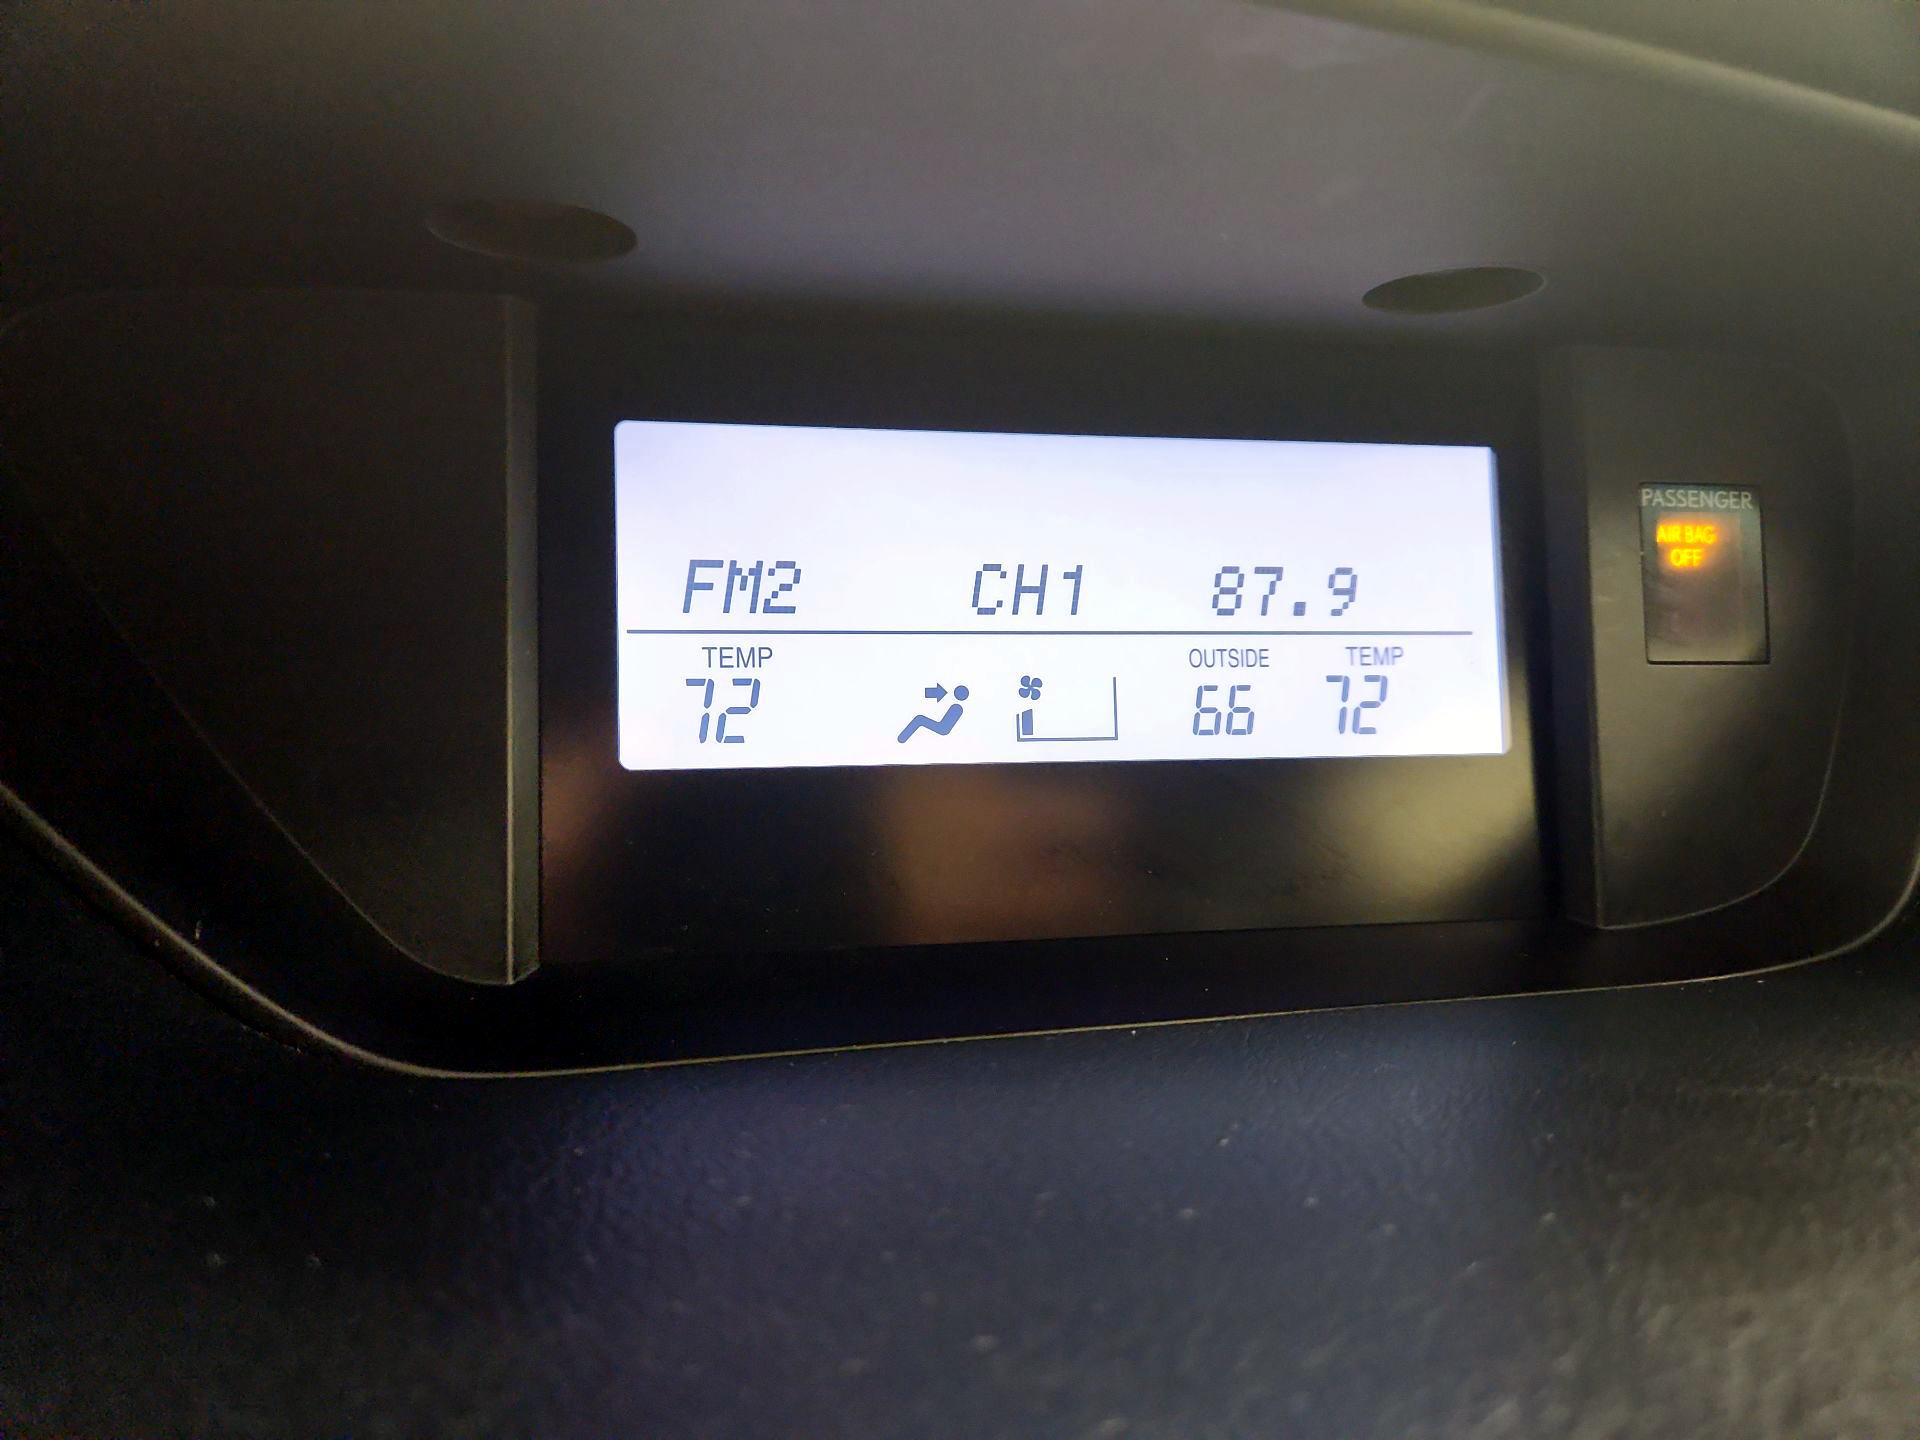 FM2 CH1 87.9
TEMP OUTSIDE TEMP
72 66 72
PASSENGER
AIR BAG
OFF